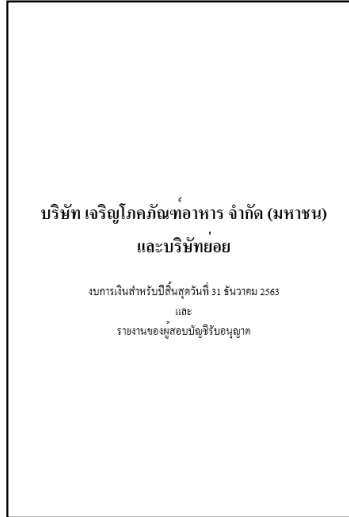 บริษัท เจริญโภคภัณฑ์อาหาร จำกัด (มหาชน)
และบริษัทย่อย
งบการเงินสำหรับปีสิ้นสุดวันที่ 31 ธันวาคม 2563
และ
รายงานของผู้สอบบัญชีรับอนุญาต